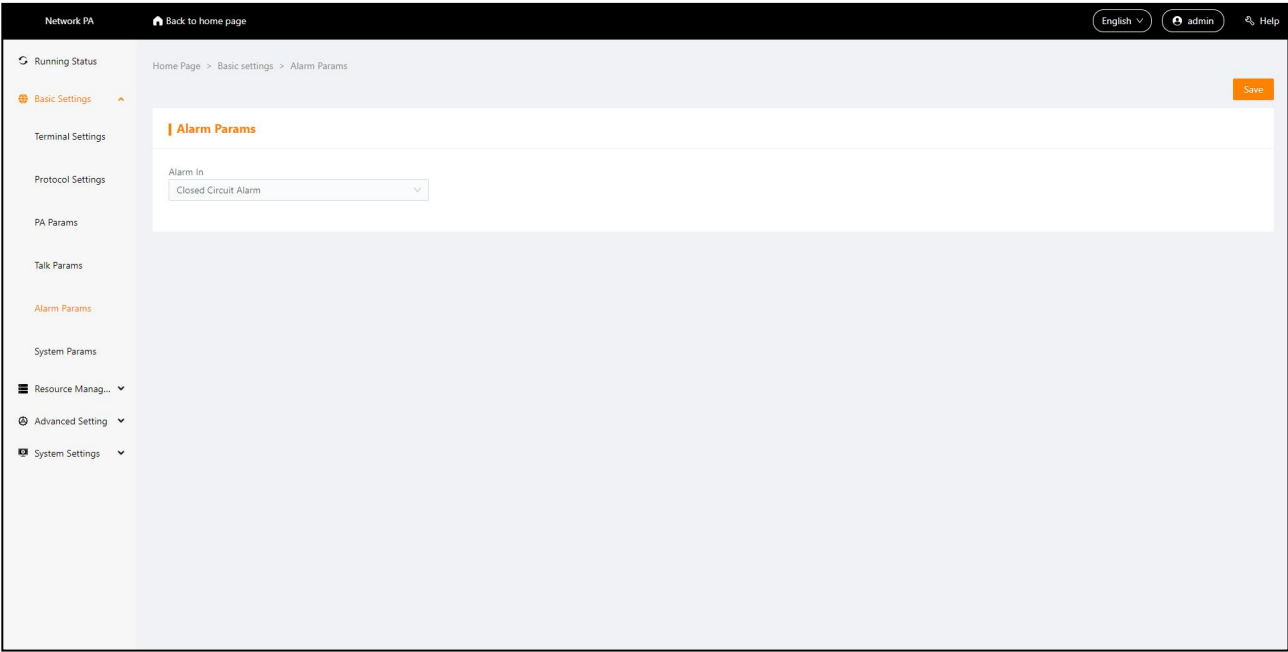 Network PA
Back to home page
English
admin
Help
Running Status
Basic Settings
Terminal Settings
Protocol Settings
PA Params
Talk Params
Alarm Params
System Params
Resource Manag...
Advanced Setting
System Settings
Home Page > Basic settings > Alarm Params
Save
Alarm Params
Alarm In
Closed Circuit Alarm